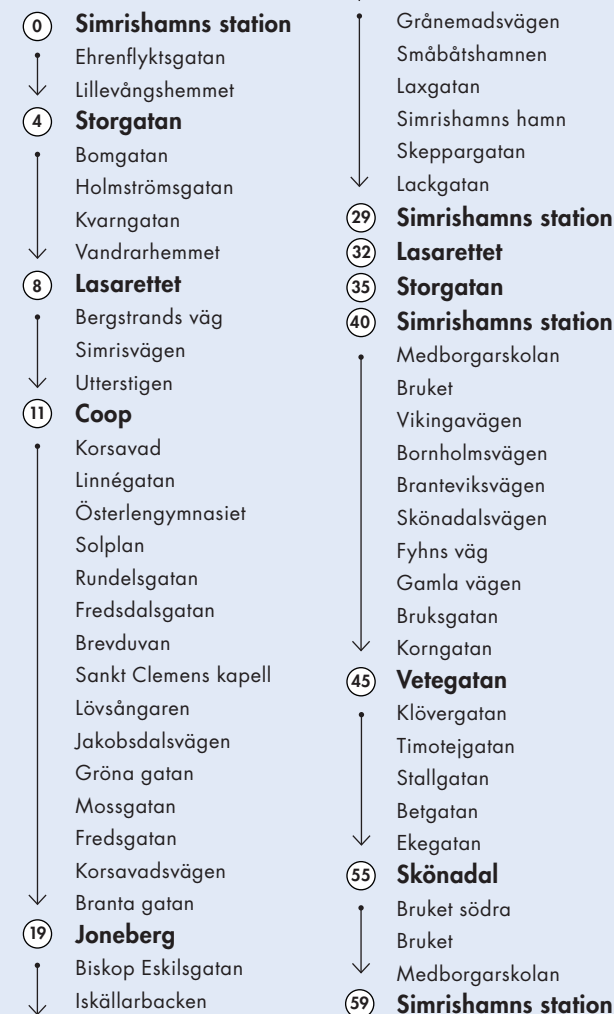 0 Simrishamns station
Ehrenflyktsgatan
Lillevångshemmet
4 Storgatan
Bomgatan
Holmströmsgatan
Kvarngatan
Vandrarhemmet
8 Lasarettet
Bergstrands väg
Simrisvägen
Utterstigen
11 Coop
Korsavad
Linnégatan
Österlengymnasiet
Solplan
Rundelsgatan
Fredsdalsgatan
Brevduvan
Sankt Clemens kapell
Lövsångaren
Jakobsdalsvägen
Gröna gatan
Mossgatan
Fredsgatan
Korsavadsvägen
Branta gatan
19 Joneberg
Biskop Eskilsgatan
Iskällarbacken
Grånemadsvägen
Småbåtshamnen
Laxgatan
Simrishamns hamn
Skeppargatan
Lackgatan
29 Simrishamns station
32 Lasarettet
35 Storgatan
40 Simrishamns station
Medborgarskolan
Bruket
Vikingavägen
Bornholmsvägen
Branteviksvägen
Skönadalsvägen
Fyhns väg
Gamla vägen
Bruksgatan
Korngatan
45 Vetegatan
Klövergatan
Timotejgatan
Stallgatan
Betgatan
Ekegatan
55 Skönadal
Bruket södra
Bruket
Medborgarskolan
59 Simrishamns station